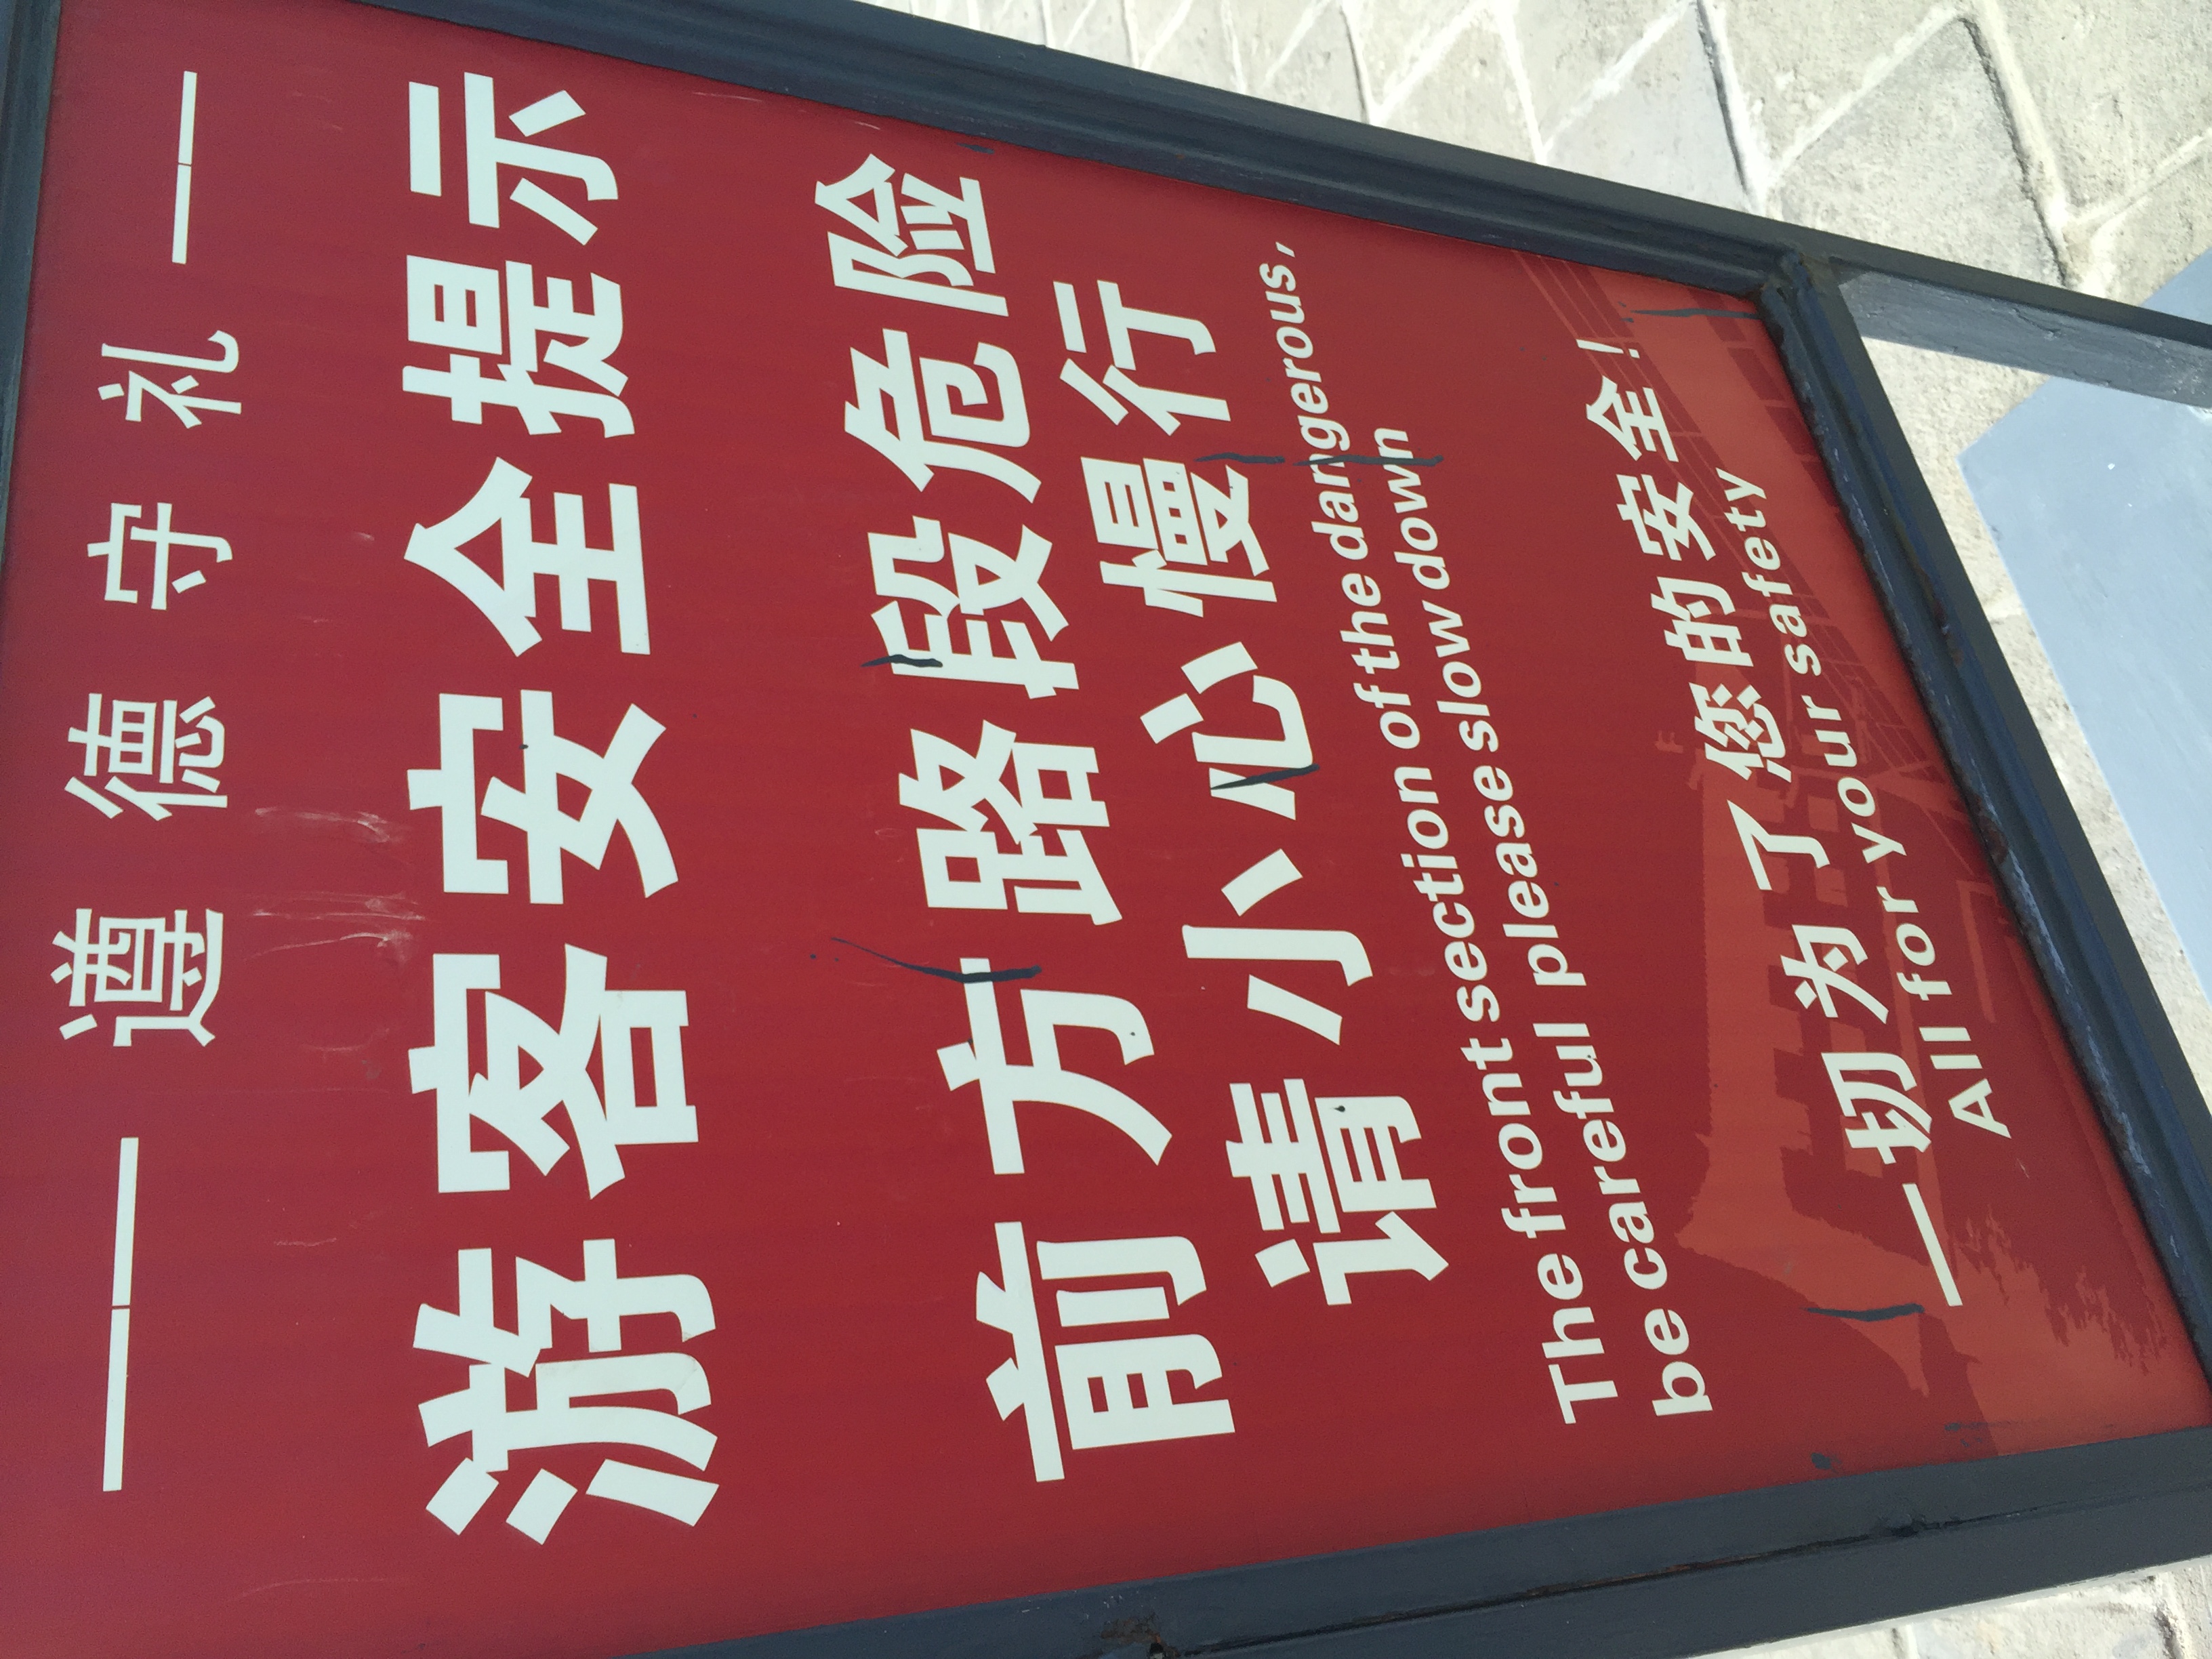 —— 遵德守礼 ——
游客安全提示
前方路段危险
请小心慢行
The front section of the dangerous,
be careful please slow down
一切为了您的安全!
All for your safety